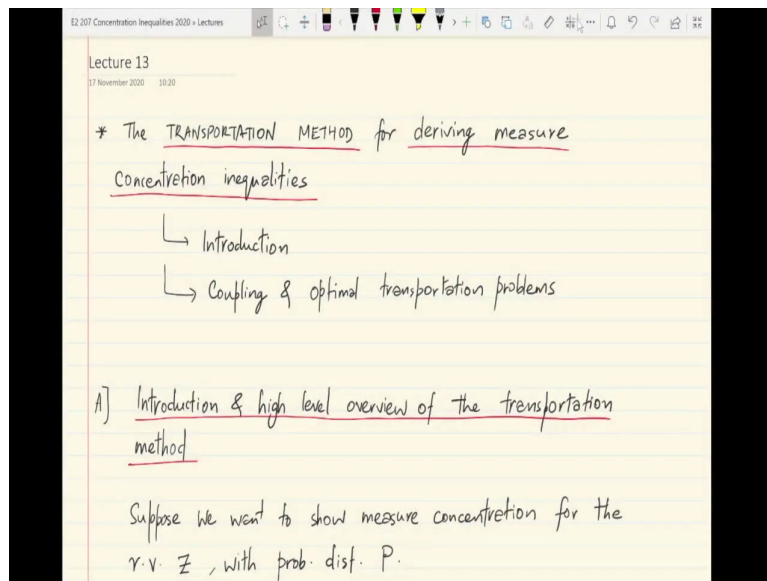 E2 207 Concentration Inequalities 2020 » Lectures
Lecture 13
17 November 2020 10:20
* The TRANSPORTATION METHOD for deriving measure
Concentration inequalities
↳ Introduction
↳ Coupling & optimal transportation problems
A] Introduction & high level overview of the transportation
method
Suppose we want to show measure concentration for the
r.v. Z, with prob. dist. P.